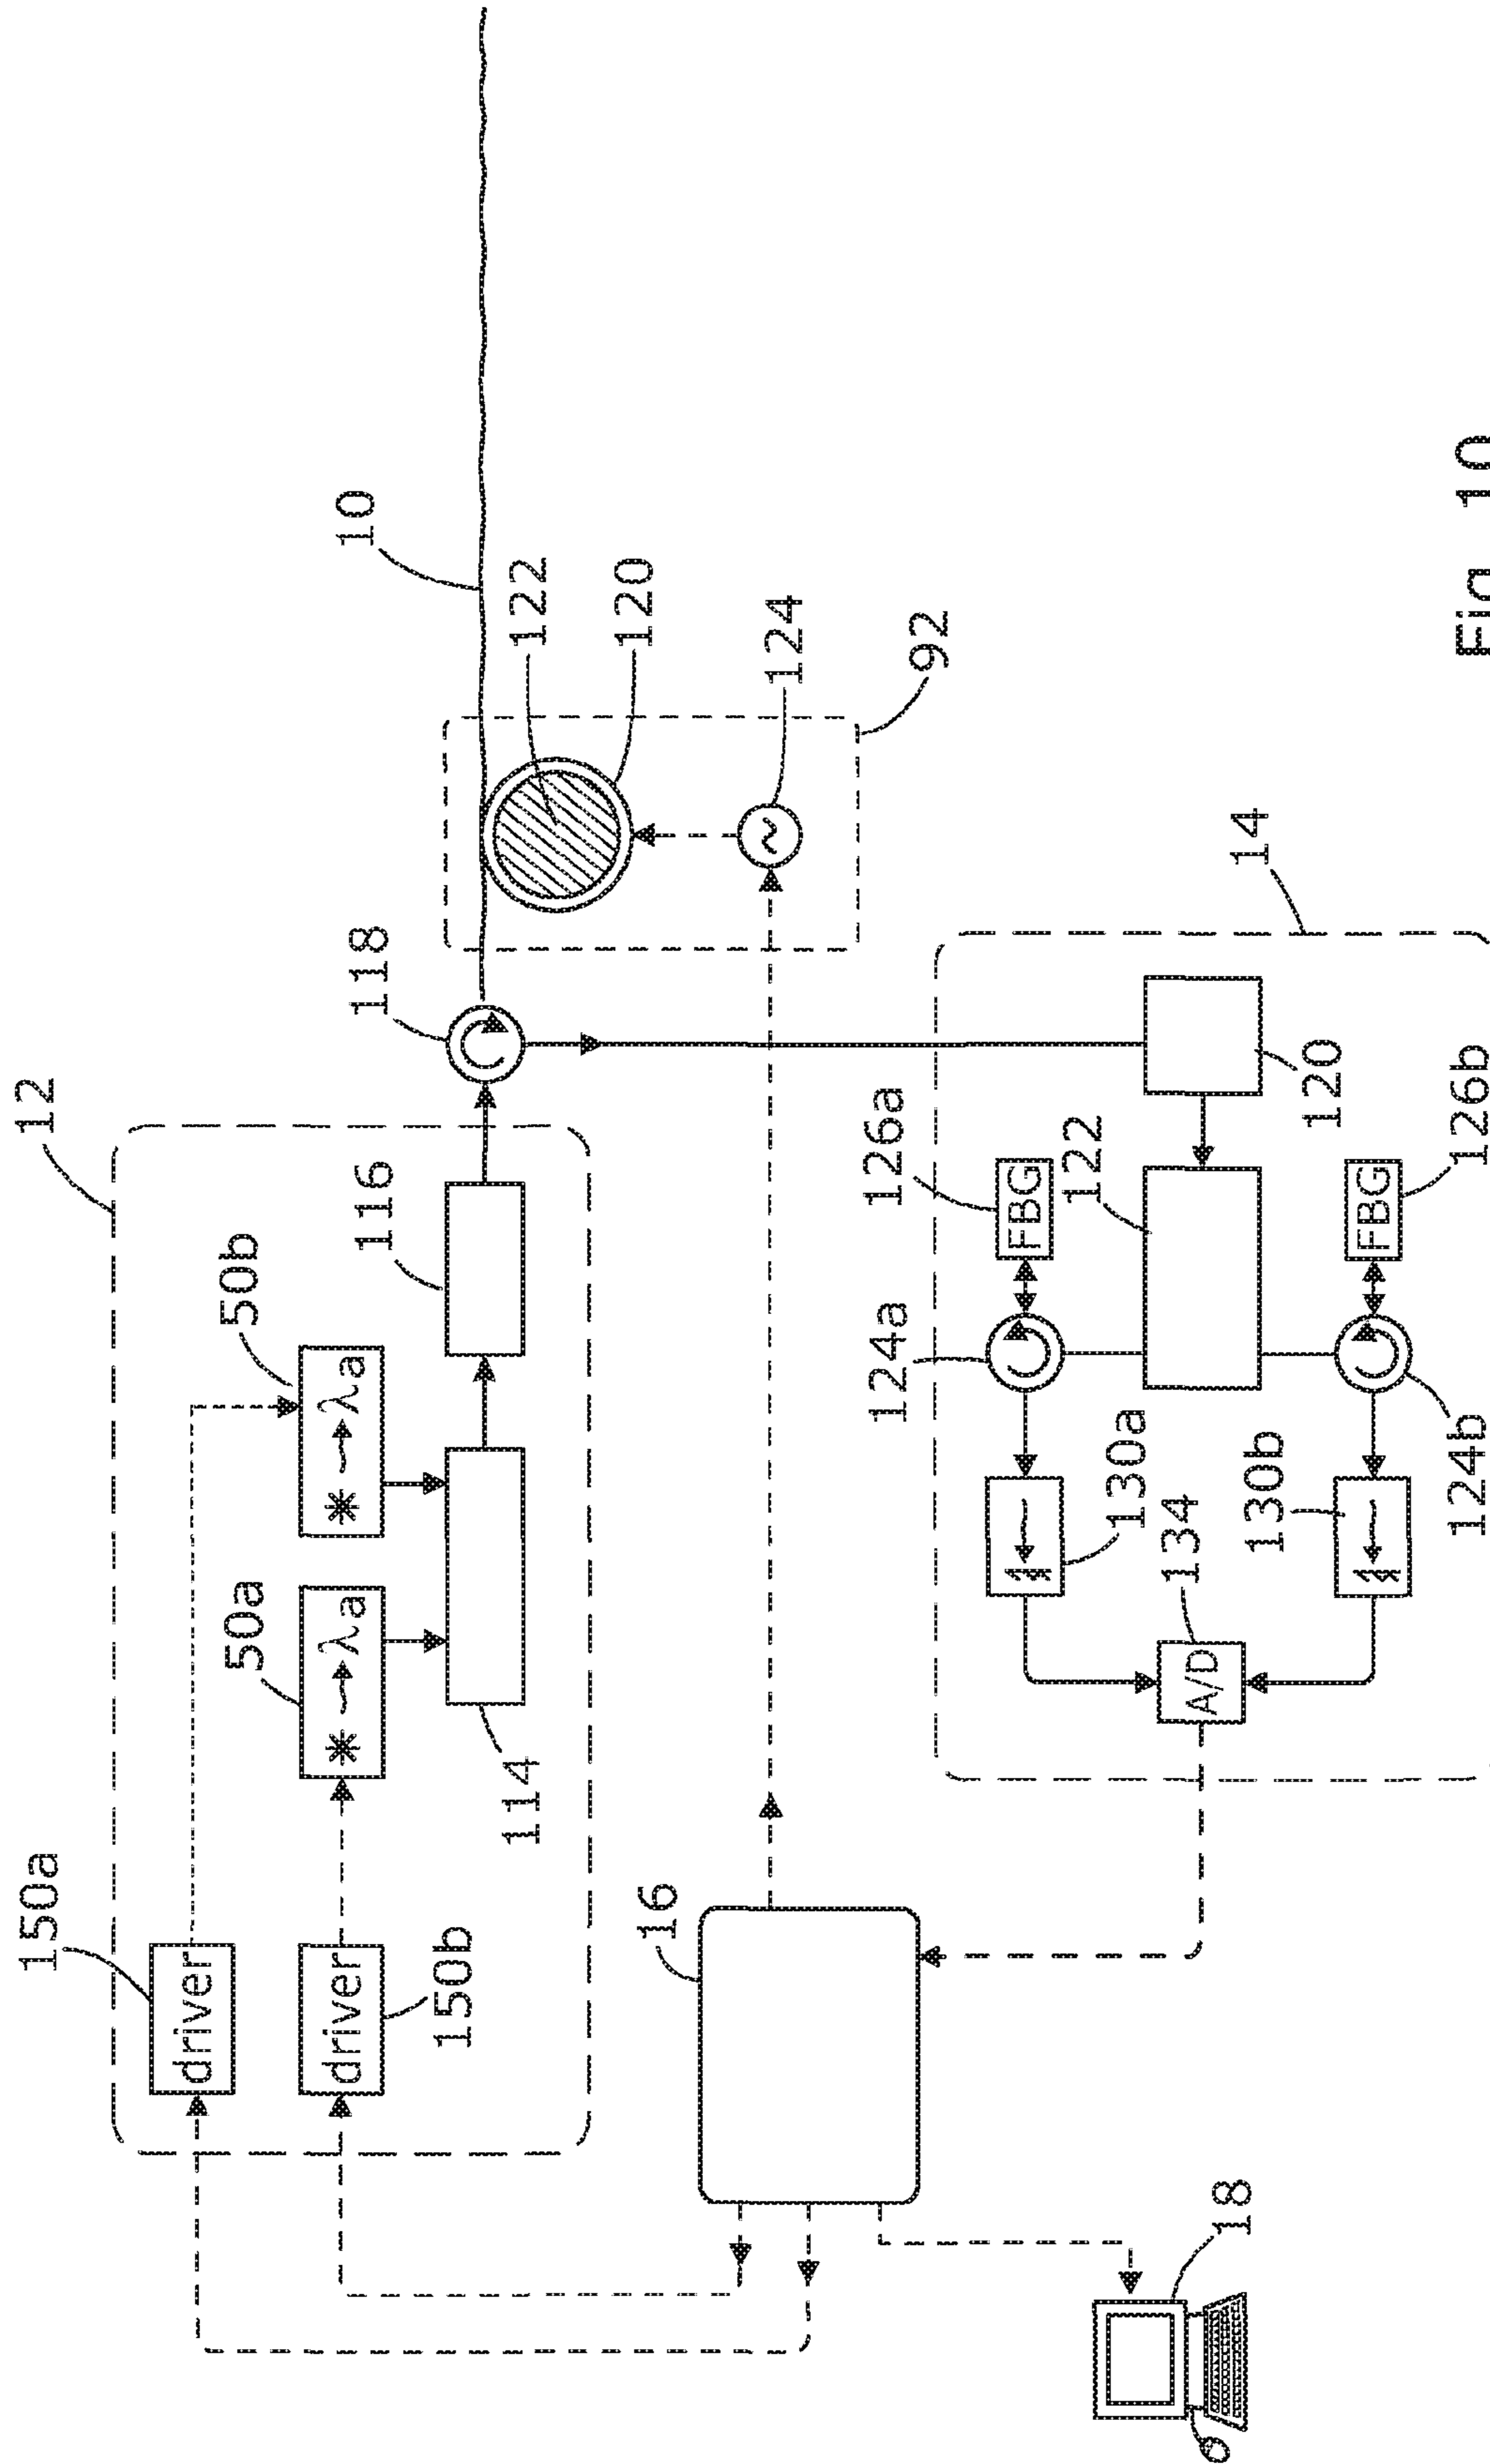 12
150a
driver
driver
150b
50a
* λa
50b
* λa
114
116
118
10
122
120
124
92
16
18
14
124a
126a
FBG
122
120
130a
A/D
134
130b
124b
FBG
126b
Fig. 10